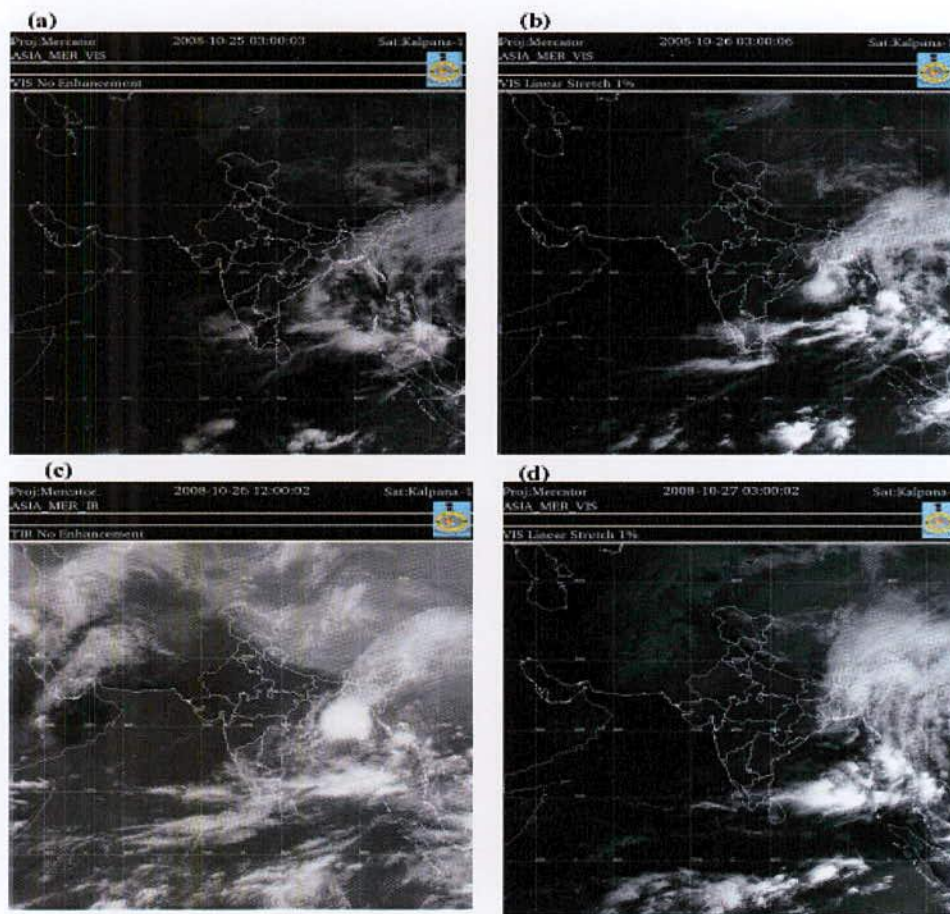 (a)
Proj:Mercator 2008-10-25 03:00:03 Sat:Kalpana-1
ASIA_MER_VIS
VIS No Enhancement
(b)
Proj:Mercator 2008-10-26 03:00:06 Sat:Kalpana
ASIA_MER_VIS
VIS Linear Stretch 1%
(c)
Proj:Mercator 2008-10-26 12:00:02 Sat:Kalpana-1
ASIA_MER_IR
TIR No Enhancement
(d)
Proj:Mercator 2008-10-27 03:00:02 Sat:Kalpana
ASIA_MER_VIS
VIS Linear Stretch 1%